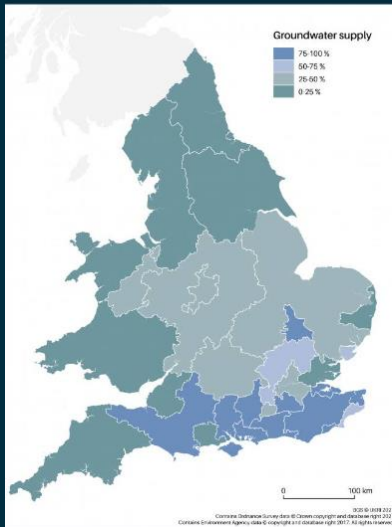 Groundwater supply
75-100 %
50-75 %
25-50 %
0-25 %
0 100 km
Contains Ordnance Survey data © Crown copyright and database right
Contains Environment Agency data © copyright and database right 2017. All rights